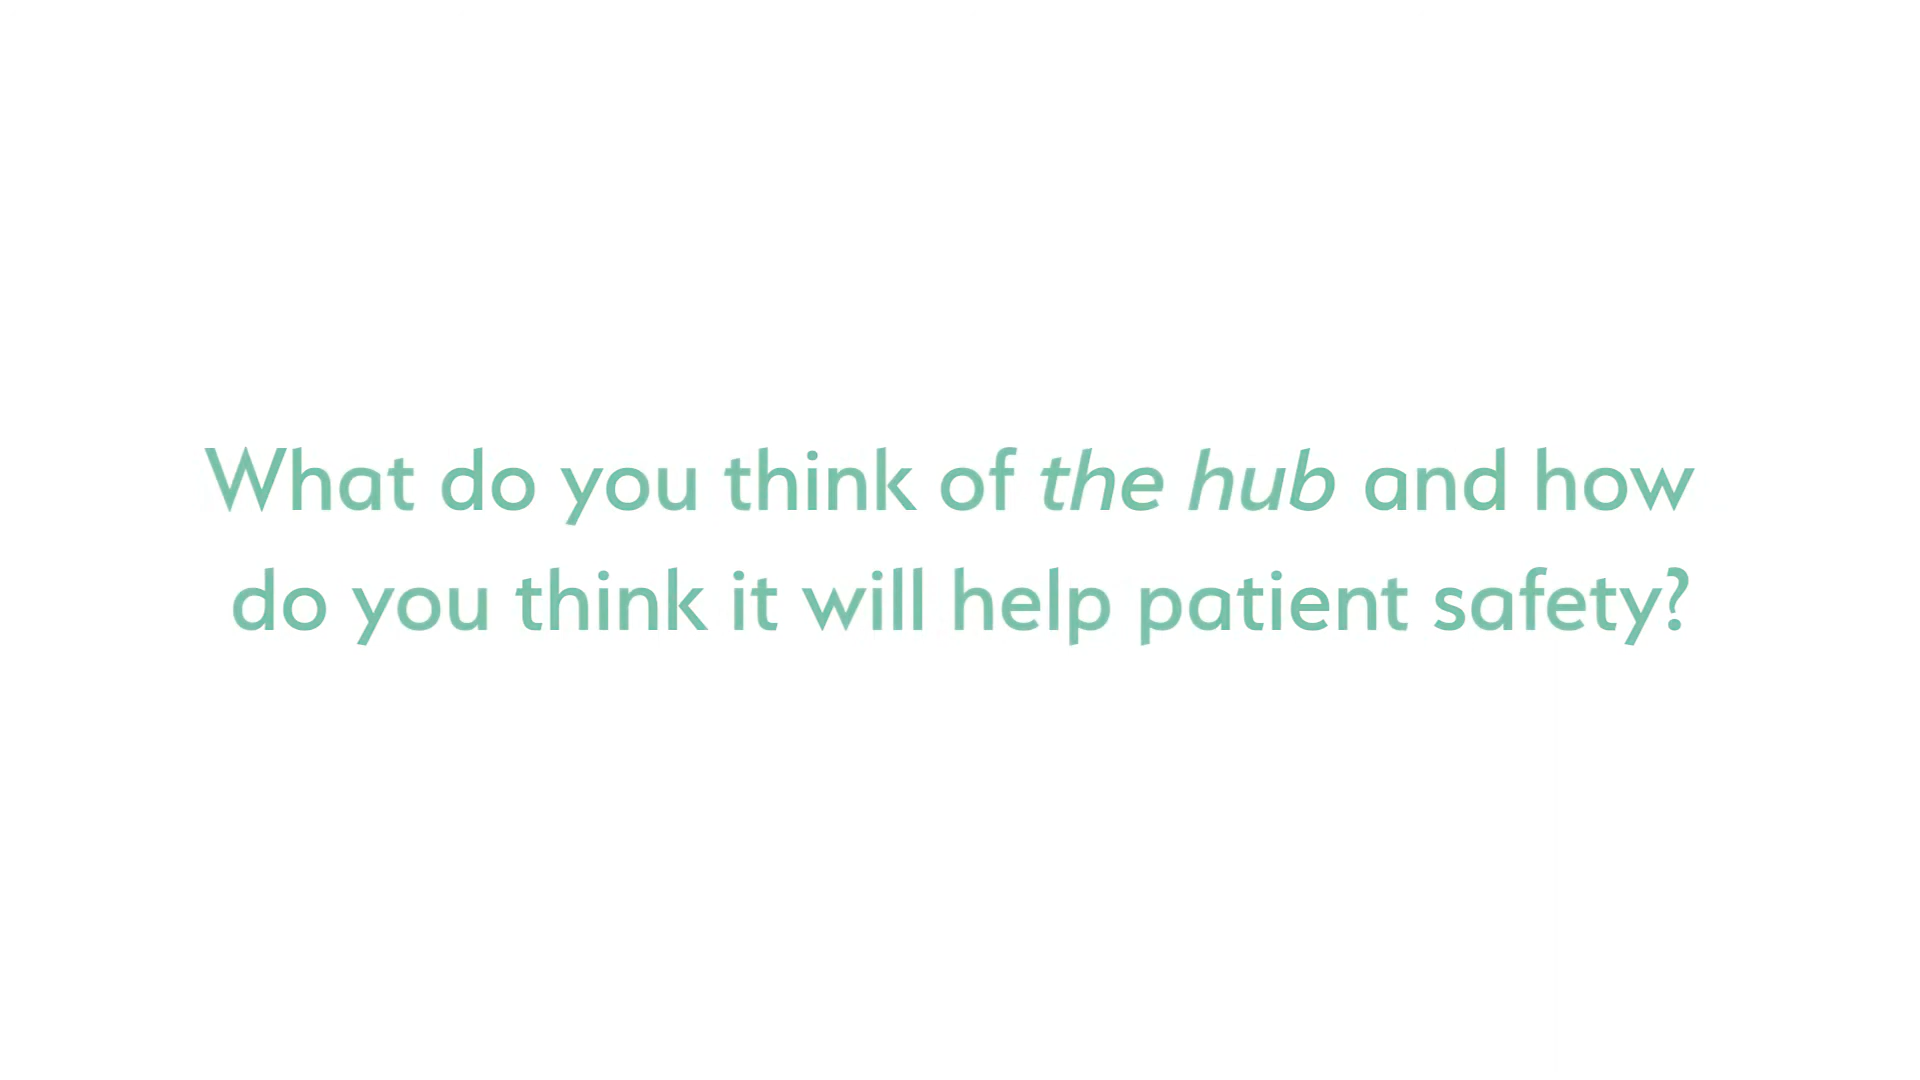 What do you think of the hub and how
do you think it will help patient safety?